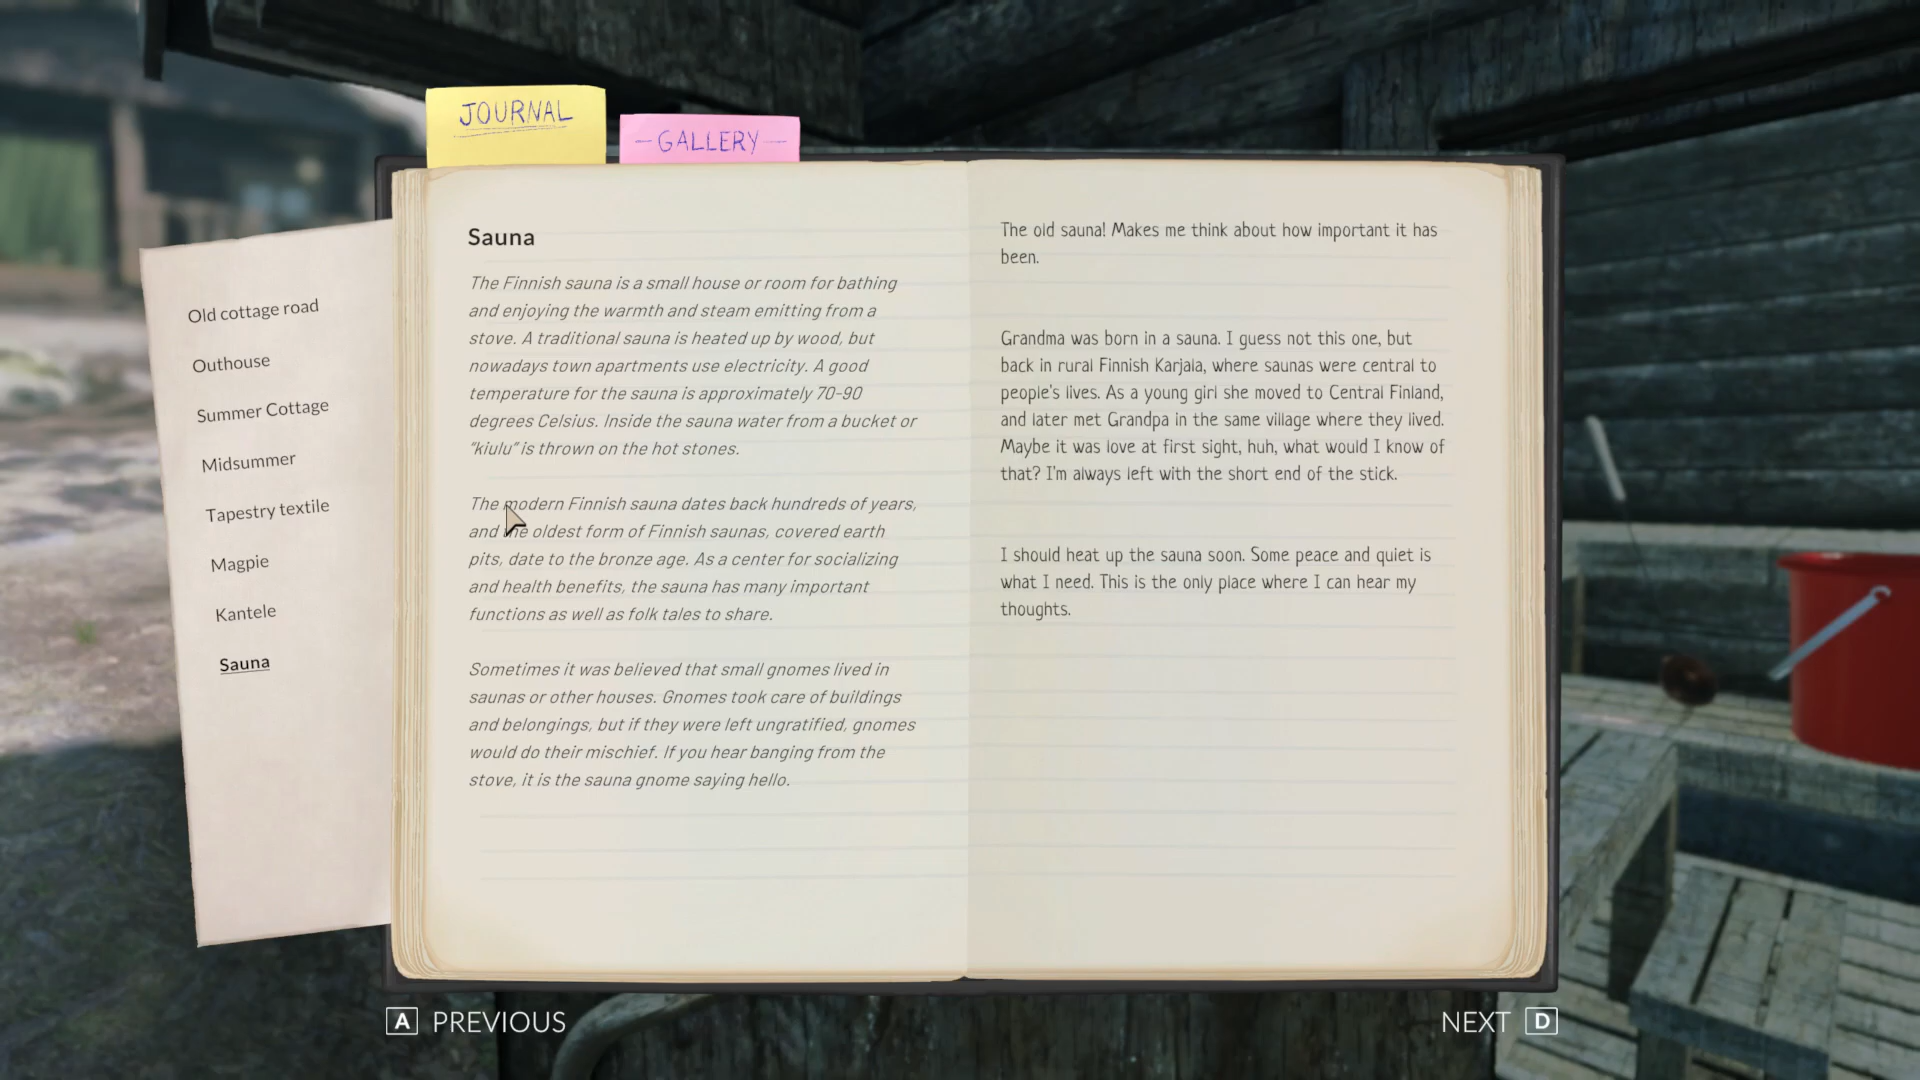 JOURNAL
-GALLERY-
Old cottage road
Outhouse
Summer Cottage
Midsummer
Tapestry textile
Magpie
Kantele
Sauna
Sauna
The Finnish sauna is a small house or room for bathing
and enjoying the warmth and steam emitting from a
stove. A traditional sauna is heated up by wood, but
nowadays town apartments use electricity. A good
temperature for the sauna is approximately 70-90
degrees Celsius. Inside the sauna water from a bucket or
"kiulu" is thrown on the hot stones.
The modern Finnish sauna dates back hundreds of years,
and the oldest form of Finnish saunas, covered earth
pits, date to the bronze age. As a center for socializing
and health benefits, the sauna has many important
functions as well as folk tales to share.
Sometimes it was believed that small gnomes lived in
saunas or other houses. Gnomes took care of buildings
and belongings, but if they were left ungratified, gnomes
would do their mischief. If you hear banging from the
stove, it is the sauna gnome saying hello.
The old sauna! Makes me think about how important it has
been.
Grandma was born in a sauna. I guess not this one, but
back in rural Finnish Karjala, where saunas were central to
people's lives. As a young girl she moved to Central Finland,
and later met Grandpa in the same village where they lived.
Maybe it was love at first sight, huh, what would I know of
that? I'm always left with the short end of the stick.
I should heat up the sauna soon. Some peace and quiet is
what I need. This is the only place where I can hear my
thoughts.
A PREVIOUS
NEXT D